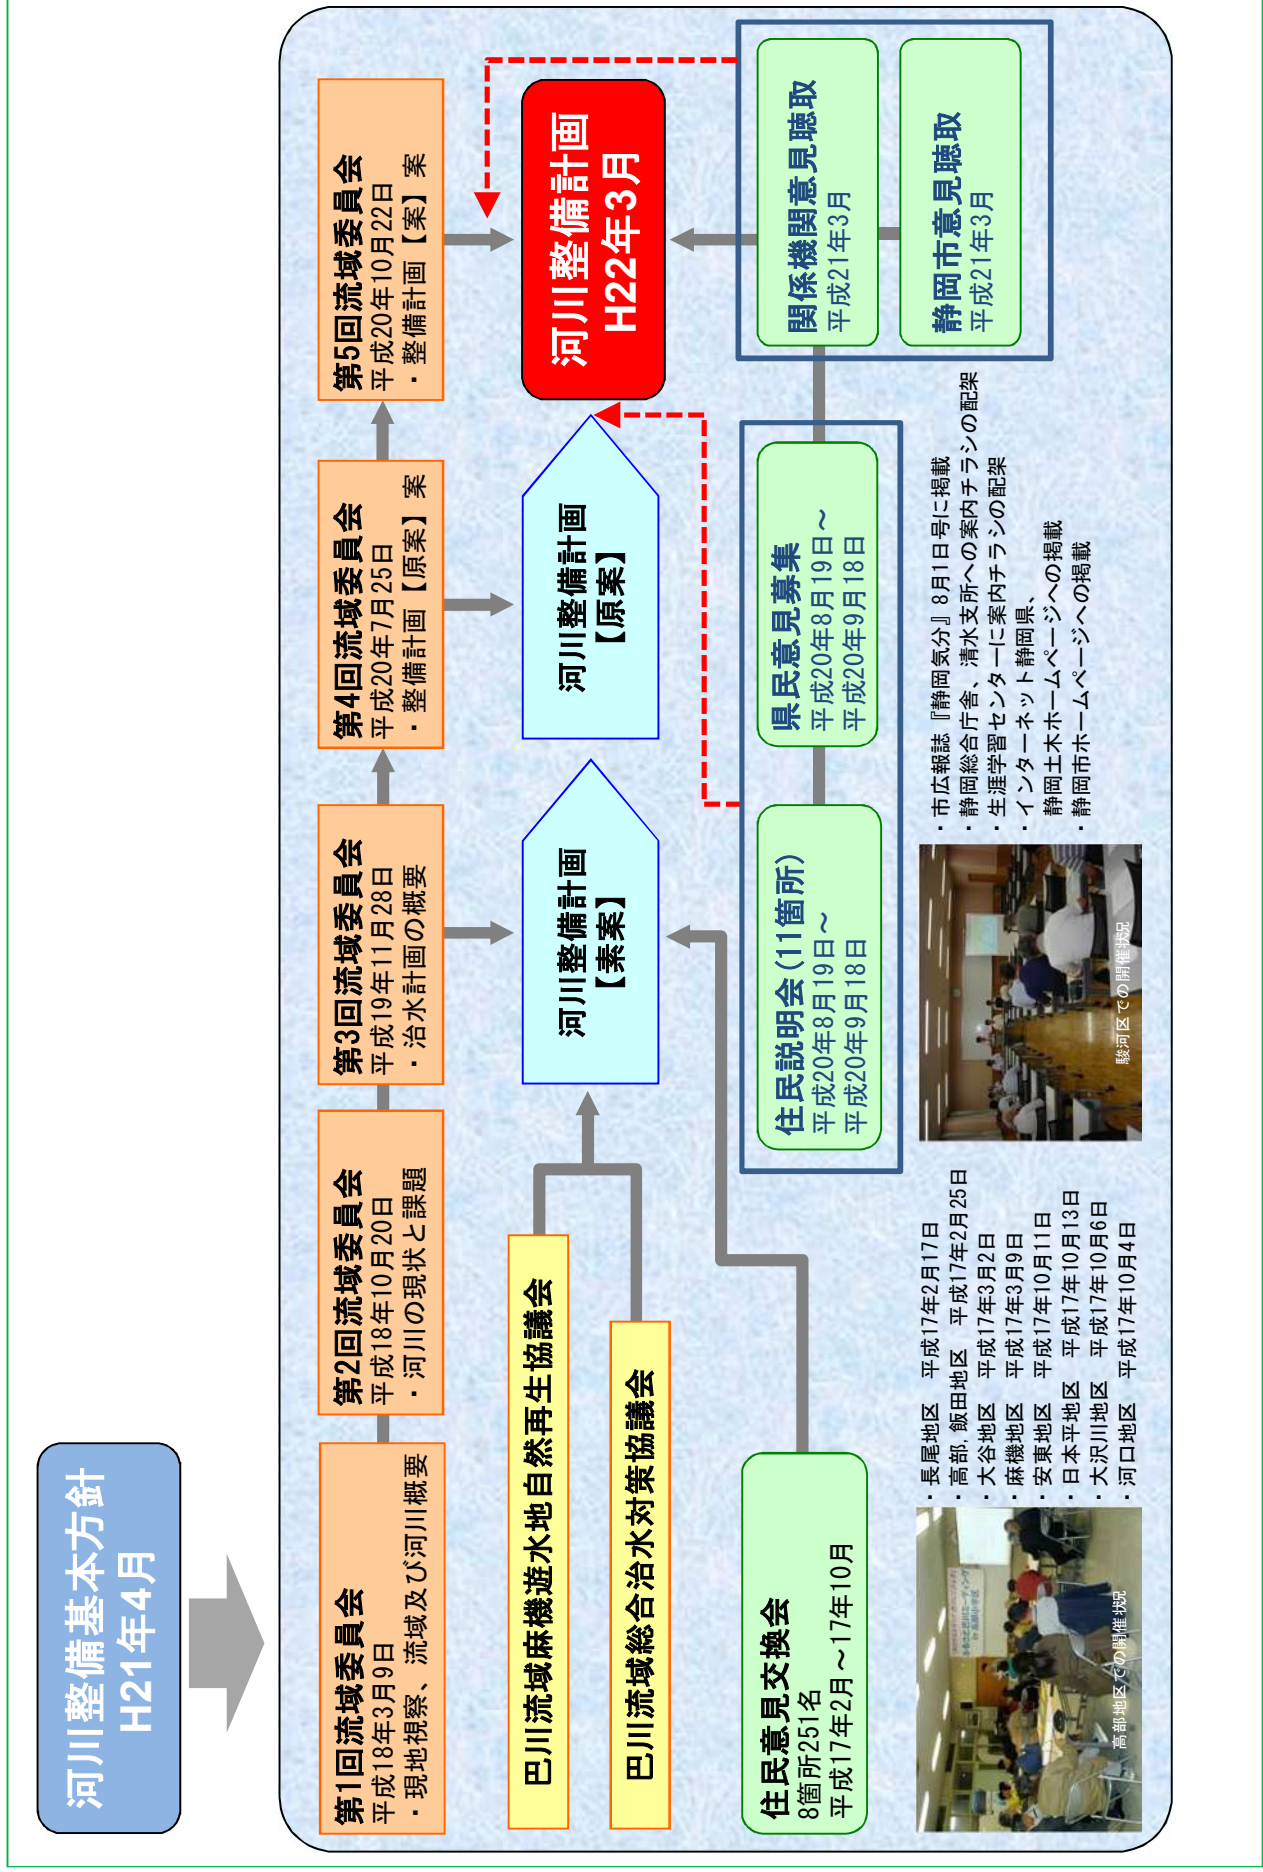 河川整備基本方針
H21年4月
第1回流域委員会
平成18年3月9日
・現地視察、流域及び河川概要
第2回流域委員会
平成18年10月20日
・河川の現状と課題
第3回流域委員会
平成19年11月28日
・治水計画の概要
第4回流域委員会
平成20年7月25日
・整備計画【原案】案
第5回流域委員会
平成20年10月22日
・整備計画【案】案
巴川流域麻機遊水地自然再生協議会
巴川流域総合治水対策協議会
河川整備計画
【素案】
河川整備計画
【原案】
河川整備計画
H22年3月
住民意見交換会
8箇所251名
平成17年2月～17年10月
住民説明会(11箇所)
平成20年8月19日～
平成20年9月18日
県民意見募集
平成20年8月19日～
平成20年9月18日
関係機関意見聴取
平成21年3月
静岡市意見聴取
平成21年3月
高部地区での開催状況
・長尾地区　平成17年2月17日
・高部,飯田地区　平成17年2月25日
・大谷地区　平成17年3月2日
・麻機地区　平成17年3月9日
・安東地区　平成17年10月11日
・日本平地区　平成17年10月13日
・大沢川地区　平成17年10月6日
・河口地区　平成17年10月4日
駿河区での開催状況
・市広報誌『静岡気分』8月1日号に掲載
・静岡総合庁舎、清水支所への案内チラシの配架
・生涯学習センターに案内チラシの配架
・インターネット静岡県、
静岡土木ホームページへの掲載
・静岡市ホームページへの掲載